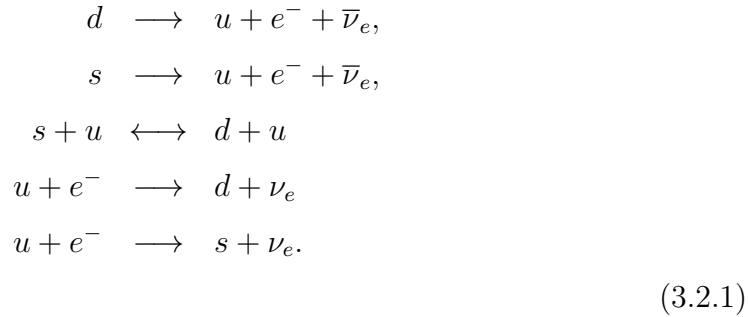 d ⟶ u + e⁻ + ν̅ₑ,
s ⟶ u + e⁻ + ν̅ₑ,
s + u ⟷ d + u
u + e⁻ ⟶ d + νₑ
u + e⁻ ⟶ s + νₑ.
(3.2.1)